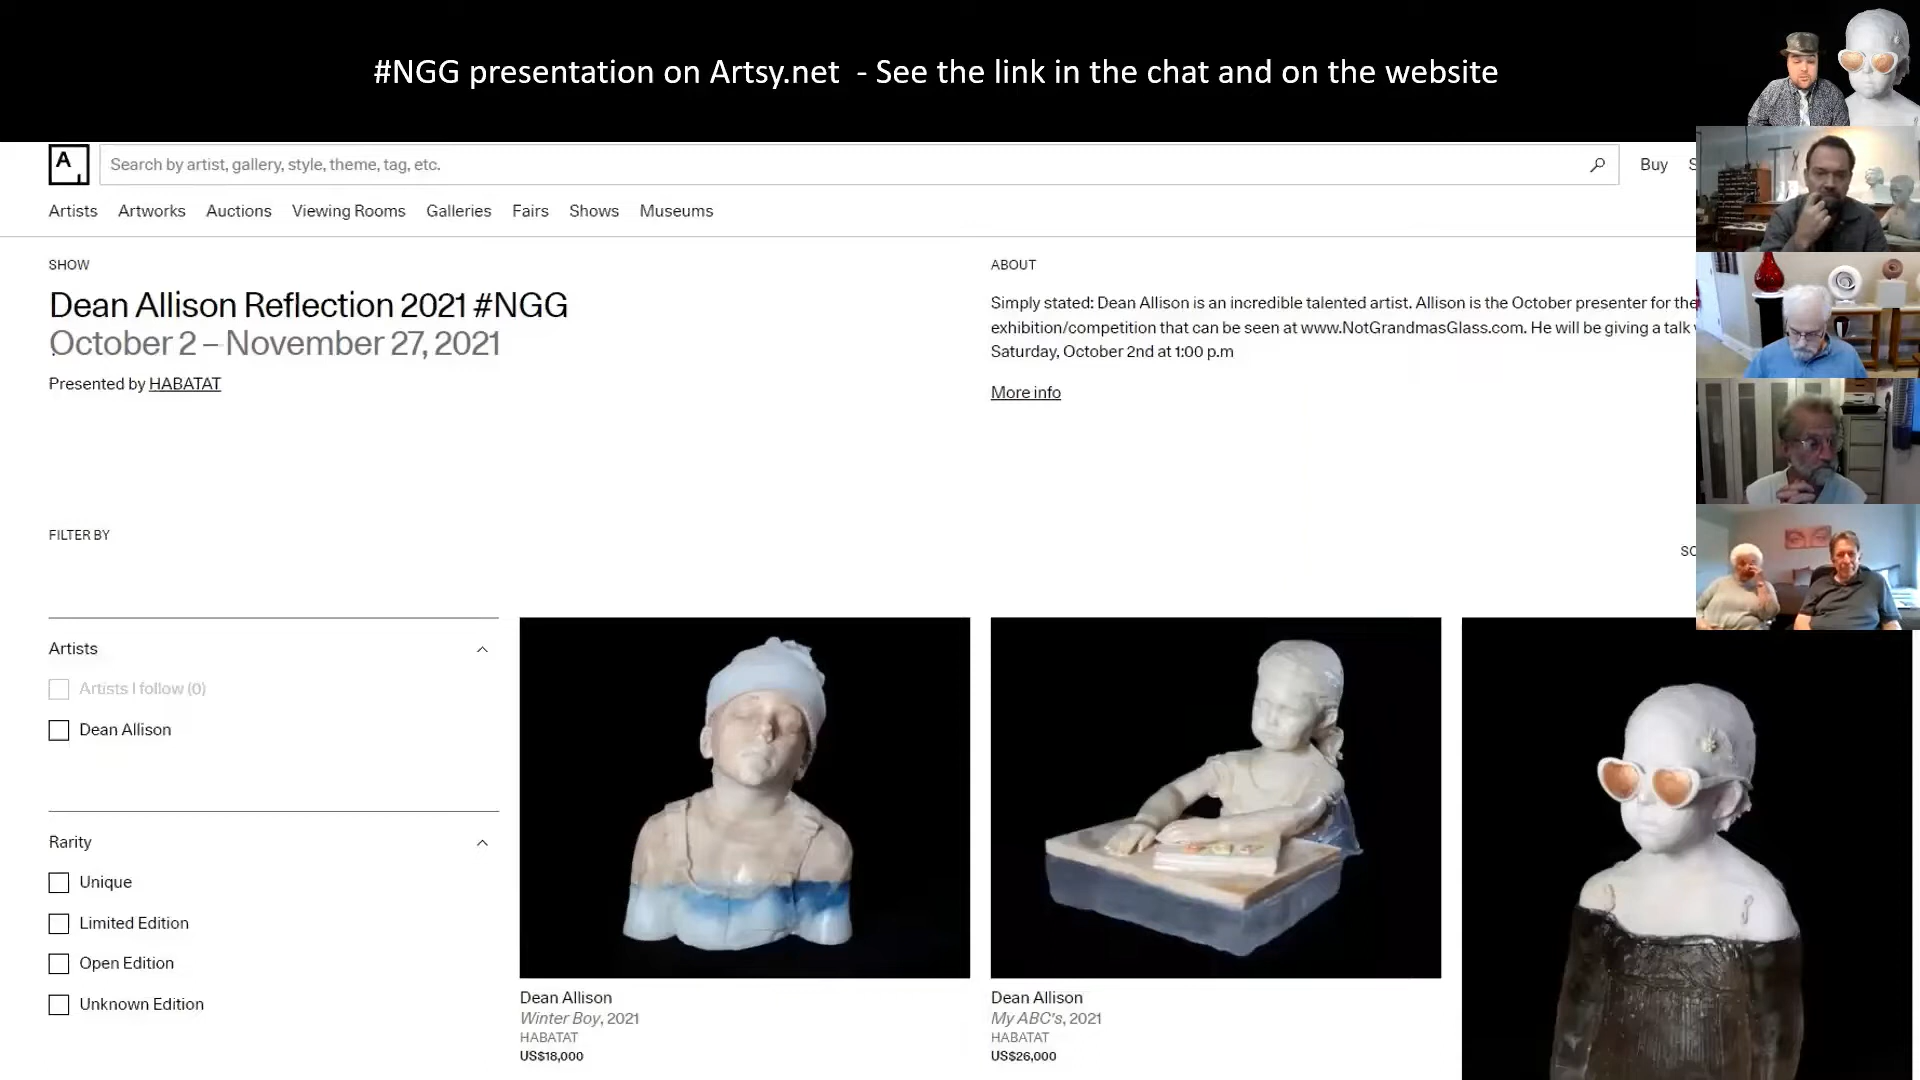 #NGG presentation on Artsy.net - See the link in the chat and on the website
A
Search by artist, gallery, style, theme, tag, etc.
Buy
Artists Artworks Auctions Viewing Rooms Galleries Fairs Shows Museums
SHOW
Dean Allison Reflection 2021 #NGG
October 2 – November 27, 2021
Presented by HABATAT
ABOUT
Simply stated: Dean Allison is an incredible talented artist. Allison is the October presenter for the
exhibition/competition that can be seen at www.NotGrandmasGlass.com. He will be giving a talk
Saturday, October 2nd at 1:00 p.m
More info
FILTER BY
Artists
Artists I follow (0)
Dean Allison
Rarity
Unique
Limited Edition
Open Edition
Unknown Edition
Dean Allison
Winter Boy, 2021
HABATAT
US$18,000
Dean Allison
My ABC's, 2021
HABATAT
US$26,000